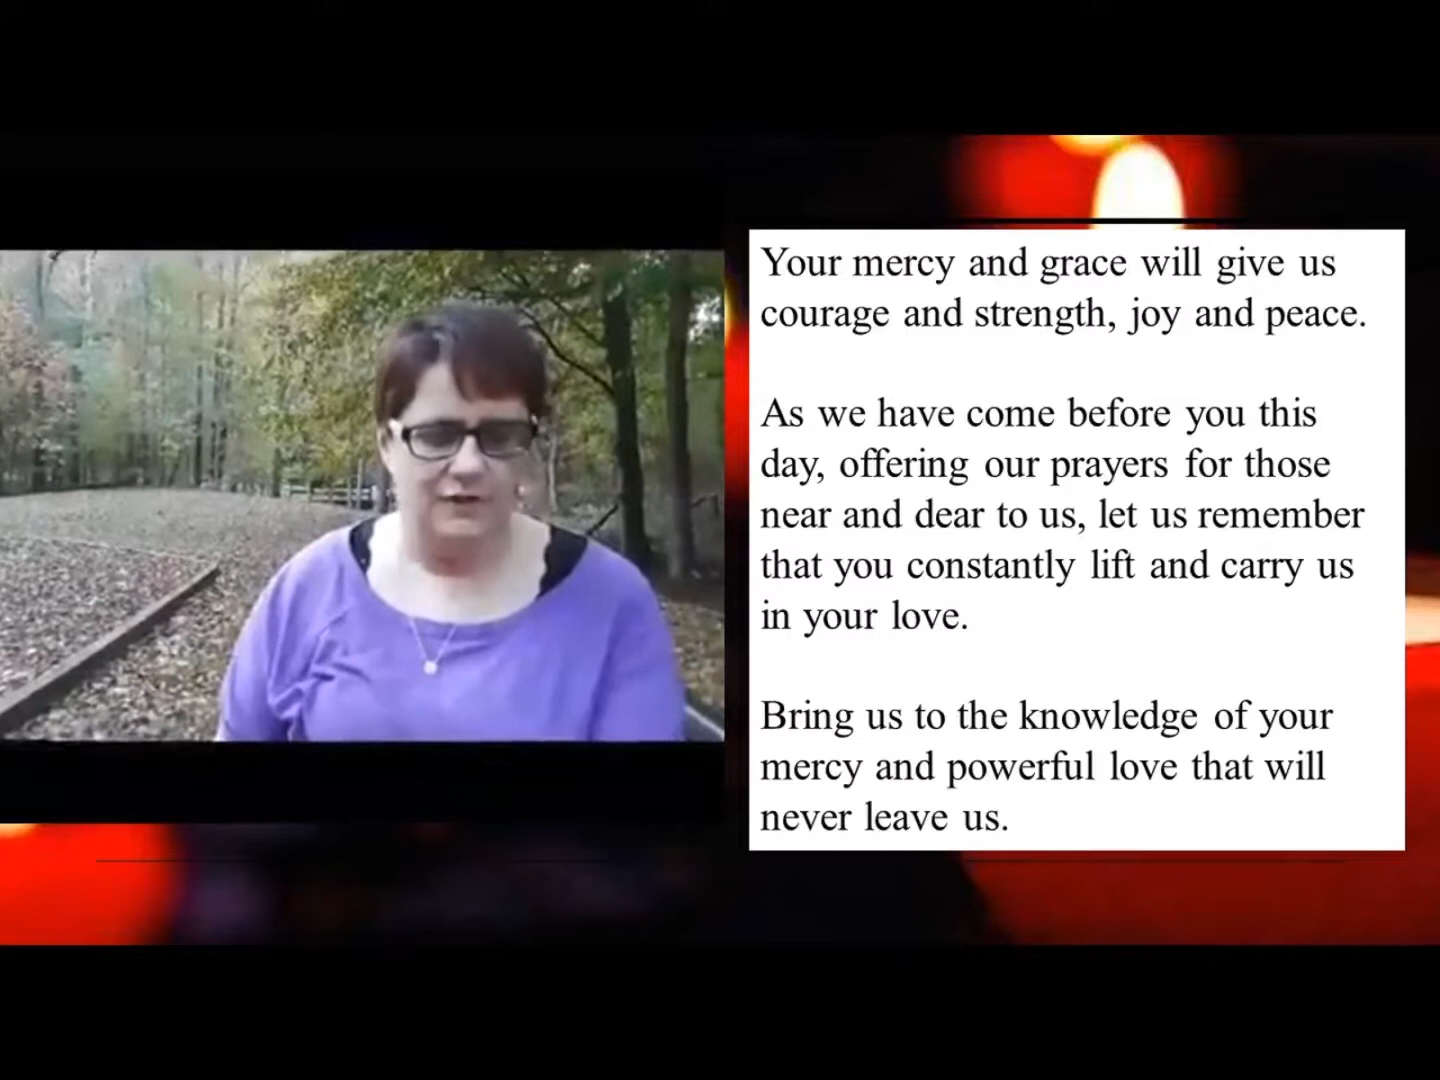 Your mercy and grace will give us
courage and strength, joy and peace.
As we have come before you this
day, offering our prayers for those
near and dear to us, let us remember
that you constantly lift and carry us
in your love.
Bring us to the knowledge of your
mercy and powerful love that will
never leave us.